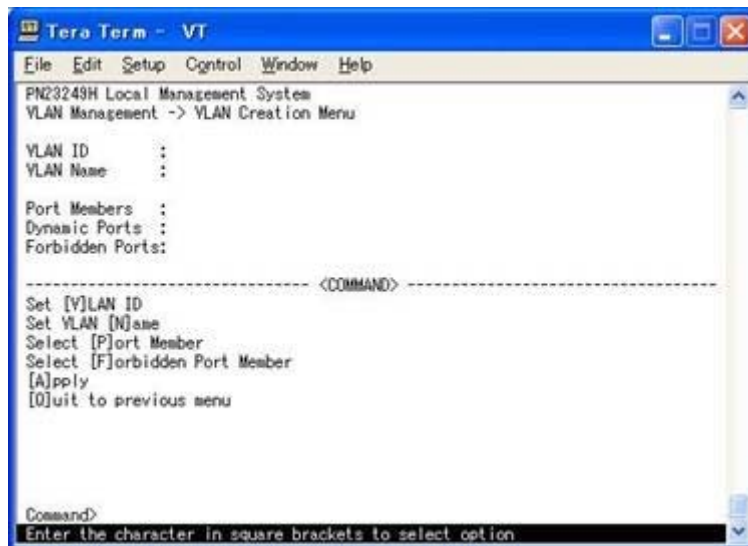 Tera Term - VT
File Edit Setup Control Window Help
PN23249H Local Management System
VLAN Management -> VLAN Creation Menu
VLAN ID :
VLAN Name :
Port Members :
Dynamic Ports :
Forbidden Ports:
--------------------------------- <COMMAND> ------------------------------------
Set [V]LAN ID
Set VLAN [N]ame
Select [P]ort Member
Select [F]orbidden Port Member
[A]pply
[Q]uit to previous menu
Command>
Enter the character in square brackets to select option